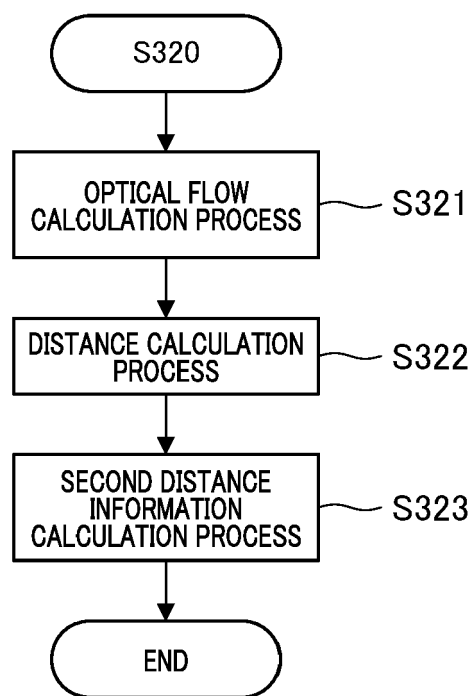 S320
OPTICAL FLOW
CALCULATION PROCESS
S321
DISTANCE CALCULATION
PROCESS
S322
SECOND DISTANCE
INFORMATION
CALCULATION PROCESS
S323
END